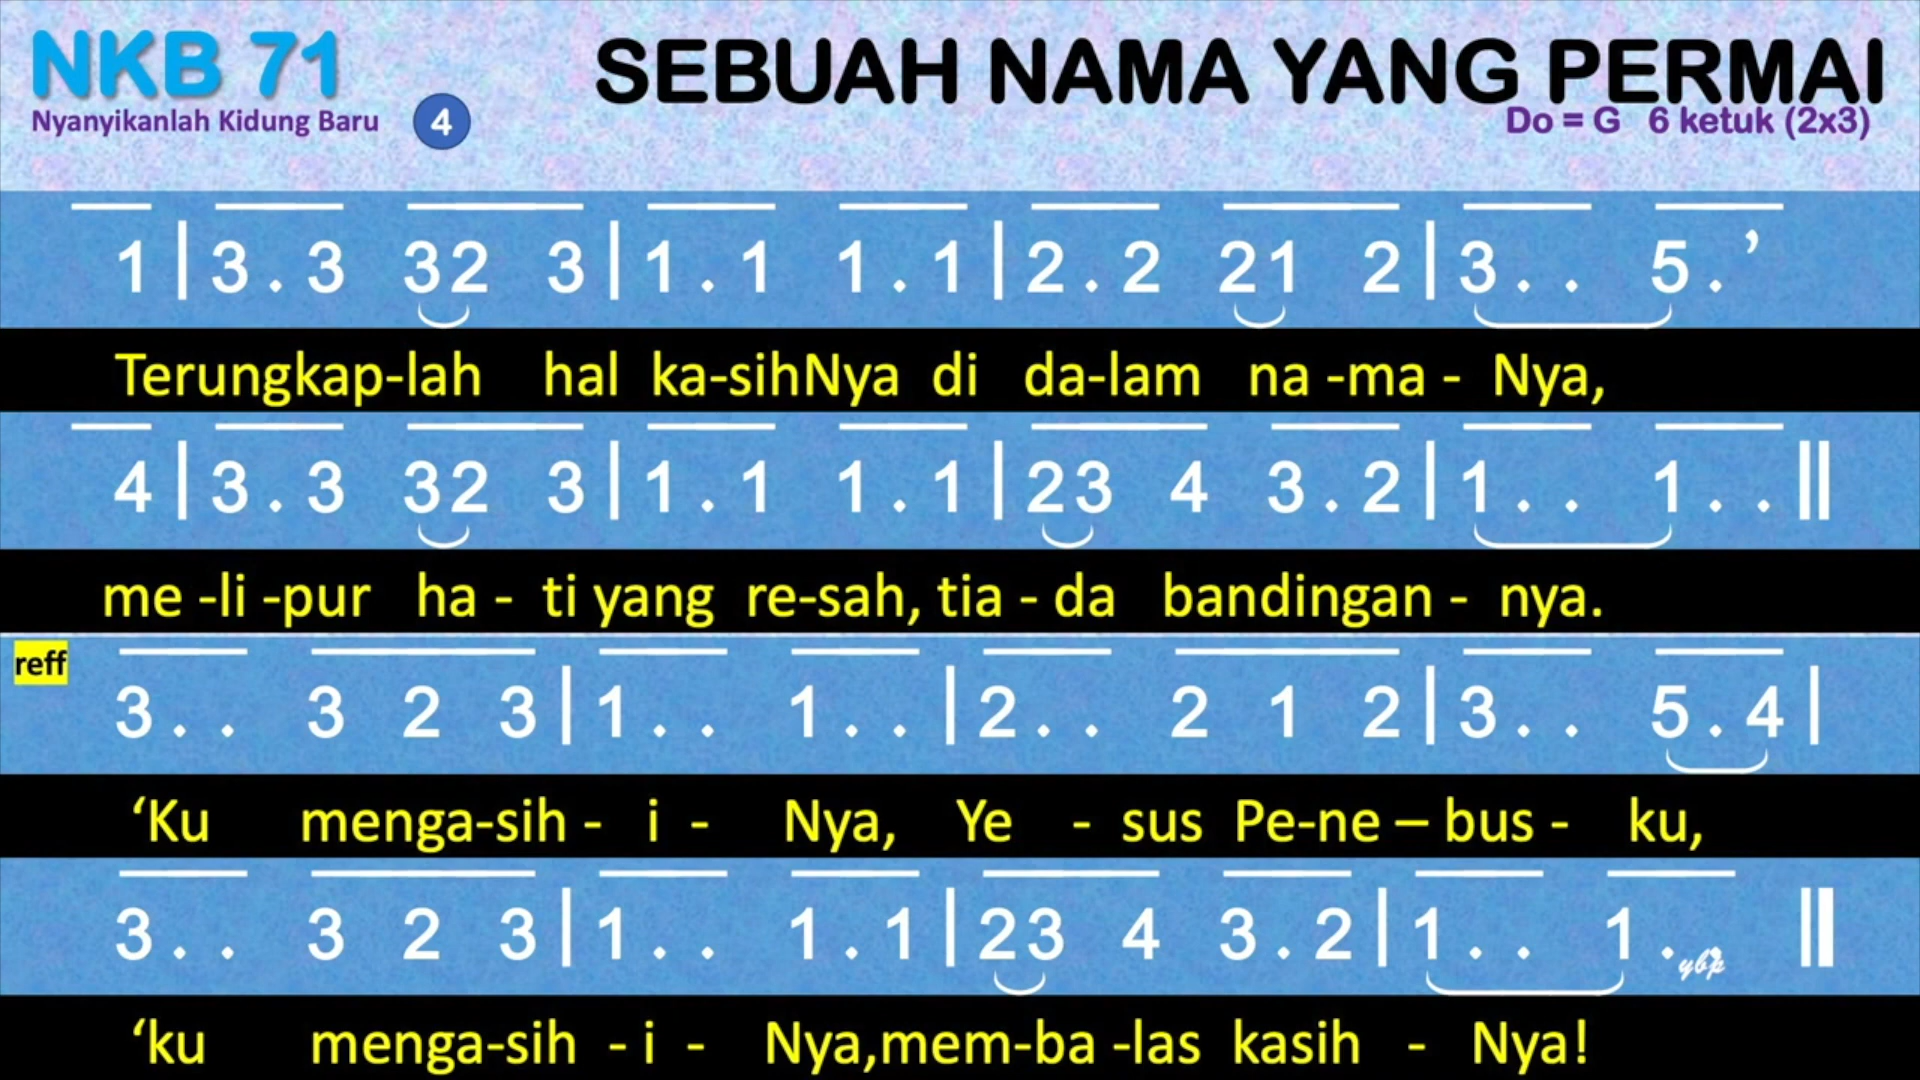 NKB 71
SEBUAH NAMA YANG PERMAI
Nyanyikanlah Kidung Baru
4
Do = G 6 ketuk (2x3)
1 | 3 . 3 32 3 | 1 . 1 1 . 1 | 2 . 2 21 2 | 3 . . 5 . ’
Terungkap-lah hal ka-sihNya di da-lam na -ma - Nya,
4 | 3 . 3 32 3 | 1 . 1 1 . 1 | 23 4 3 . 2 | 1 . . 1 . . ||
me -li -pur ha - ti yang re-sah, tia - da bandingan - nya.
reff
3 . . 3 2 3 | 1 . . 1 . . | 2 . . 2 1 2 | 3 . . 5 . 4 |
‘Ku menga-sih - i - Nya, Ye - sus Pe-ne – bus - ku,
3 . . 3 2 3 | 1 . . 1 . 1 | 23 4 3 . 2 | 1 . . 1 . . ||
ybp
‘ku menga-sih - i - Nya,mem-ba -las kasih - Nya!